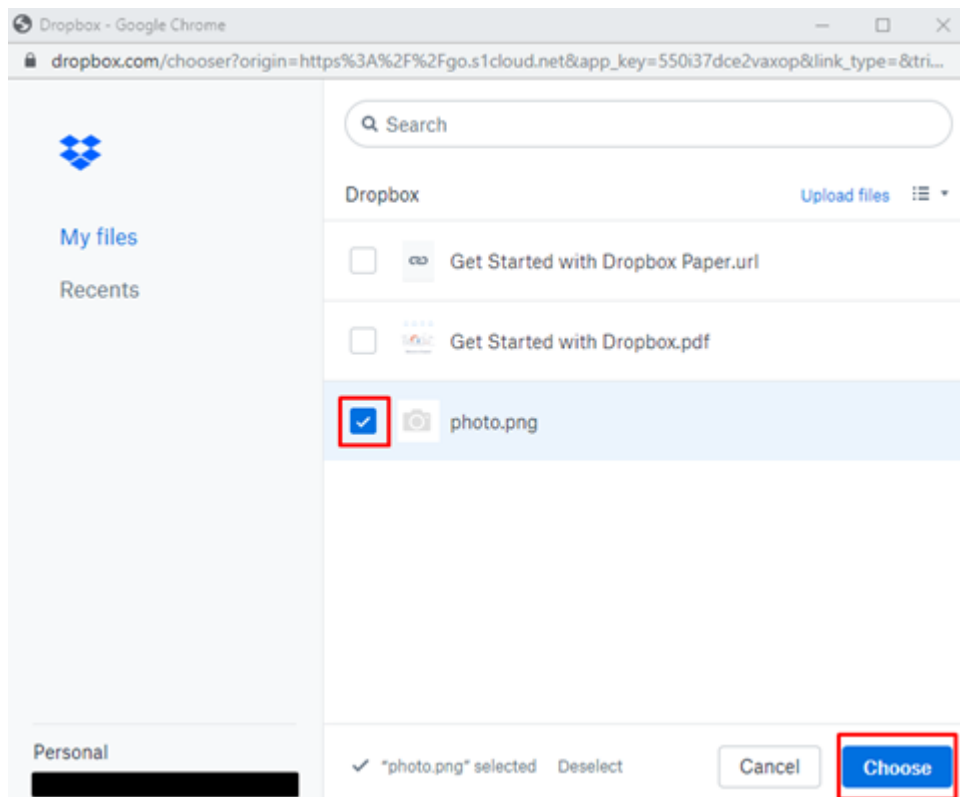 Dropbox - Google Chrome
dropbox.com/chooser?origin=https%3A%2F%2Fgo.s1cloud.net&app_key=550i37dce2vaxop&link_type=&tri...
Search
Dropbox
Upload files
My files
Recents
Get Started with Dropbox Paper.url
Get Started with Dropbox.pdf
photo.png
Personal
"photo.png" selected Deselect
Cancel
Choose